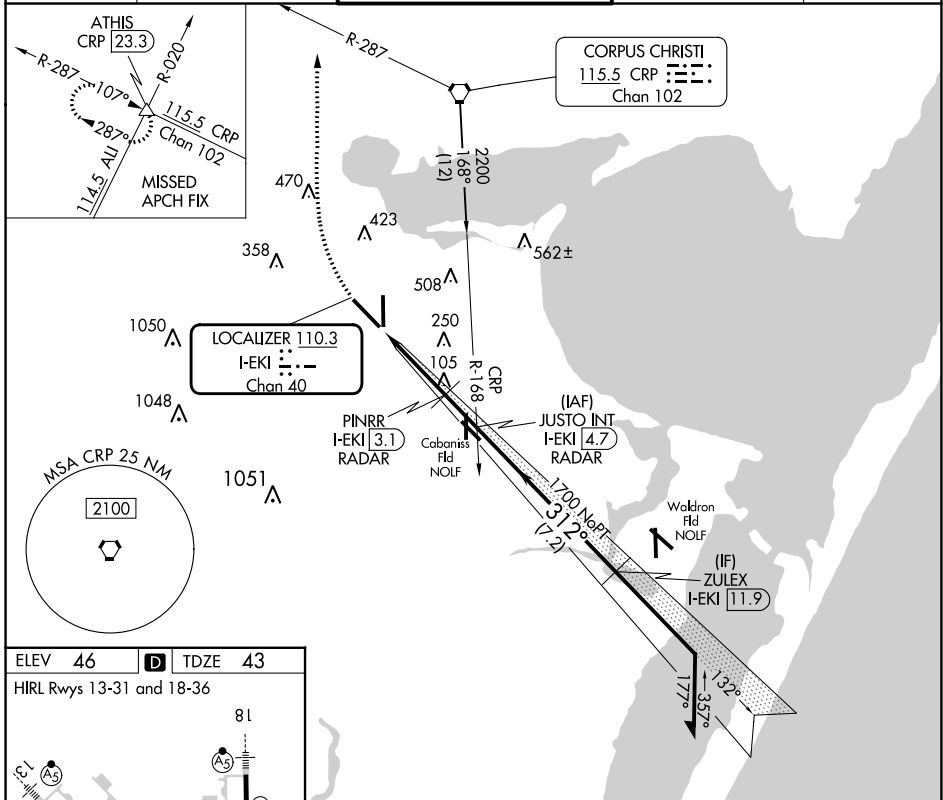 ATHIS
CRP 23.3
R-020
R-287
107°
287°
115.5 CRP
Chan 102
114.5 ALI
MISSED
APCH FIX
R-287
CORPUS CHRISTI
115.5 CRP
Chan 102
2200
168°
(12)
470
423
358
562±
508
1050
250
105
LOCALIZER 110.3
I-EKI
Chan 40
CRP
R-168
1048
PINRR
I-EKI 3.1
RADAR
Cabaniss
Fld
NOLF
(IAF)
JUSTO INT
I-EKI 4.7
RADAR
1051
MSA CRP 25 NM
2100
1700 NoPT
312°
(7.2)
Waldron
Fld
NOLF
(IF)
ZULEX
I-EKI 11.9
132°
177°
357°
ELEV 46 D TDZE 43
HIRL Rwys 13-31 and 18-36
18
A5
13
A5